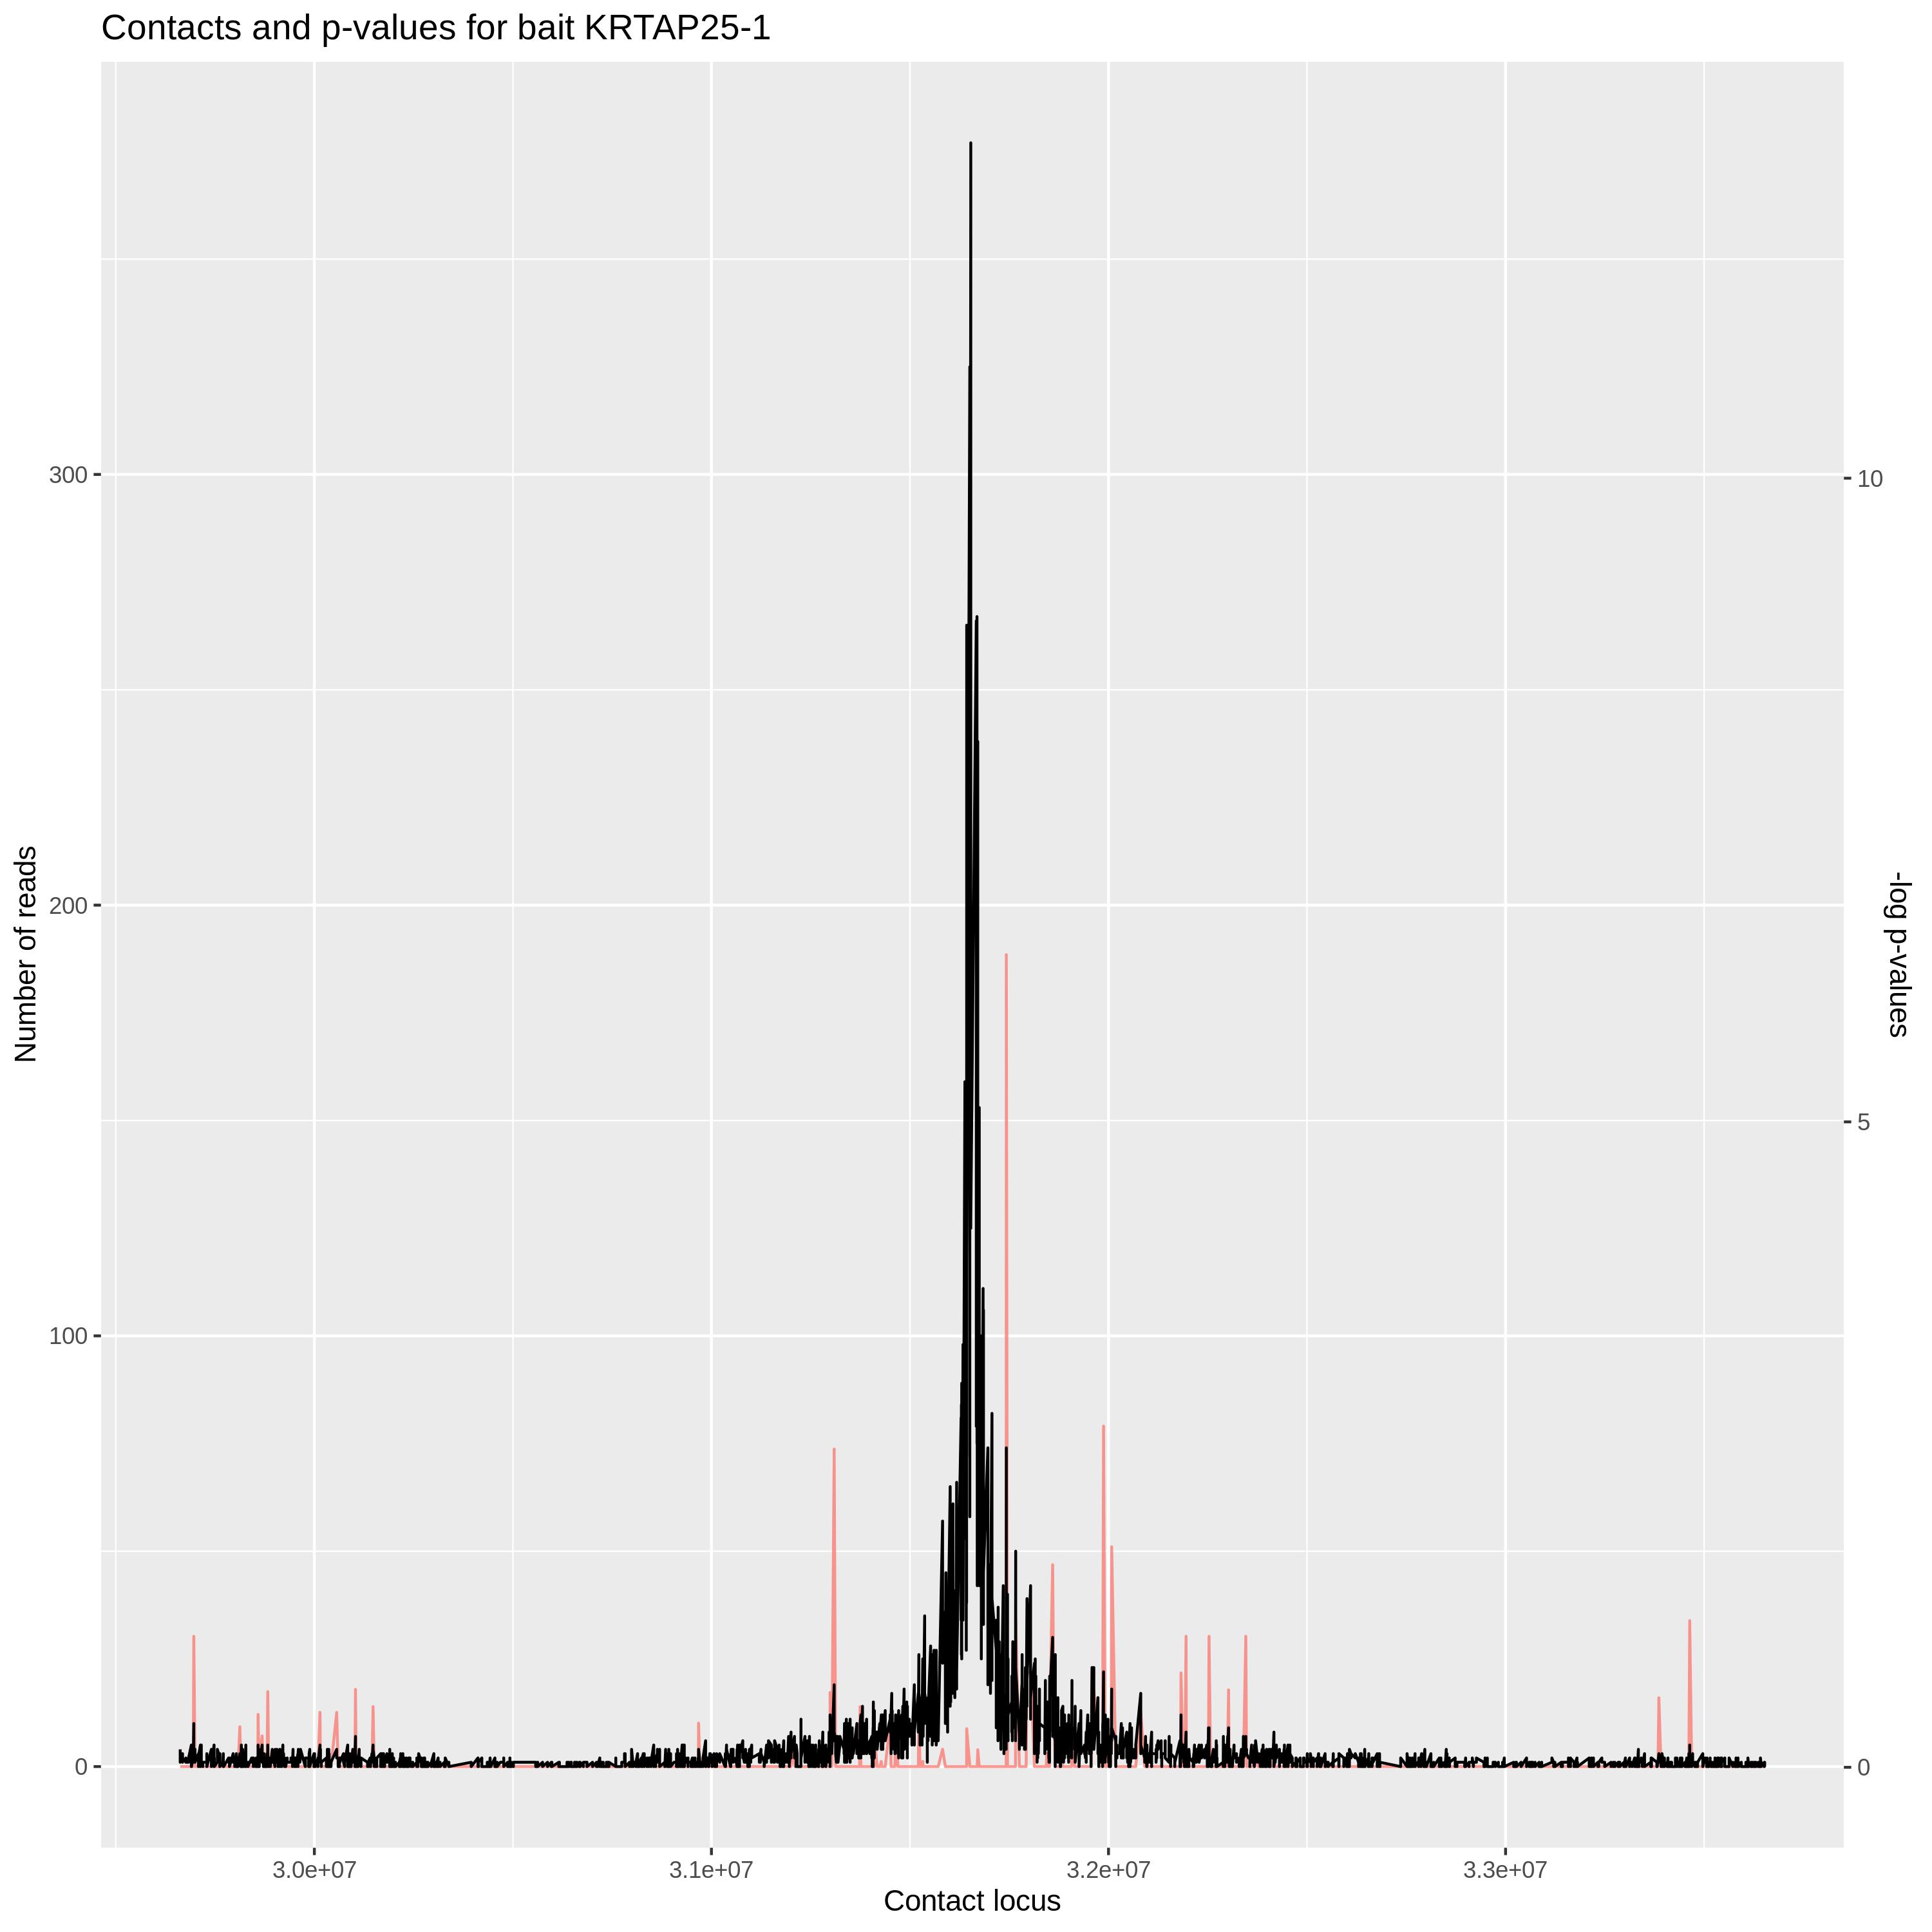 Contacts and p-values for bait KRTAP25-1
Number of reads
300
200
100
0
10
5
0
-log p-values
3.0e+07
3.1e+07
3.2e+07
3.3e+07
Contact locus